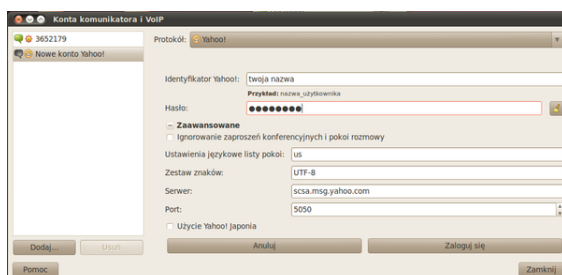 Konta komunikatora i VoIP
3652179
Nowe konto Yahoo!
Protokół: Yahoo!
Identyfikator Yahoo!: twoja nazwa
Przykład: nazwa_użytkownika
Hasło: ●●●●●●●●
Zaawansowane
Ignorowanie zaproszeń konferencyjnych i pokoi rozmowy
Ustawienia językowe listy pokoi: us
Zestaw znaków: UTF-8
Serwer: scsa.msg.yahoo.com
Port: 5050
Użycie Yahoo! Japonia
Dodaj... Usuń Anuluj Zaloguj się
Pomoc Zamknij